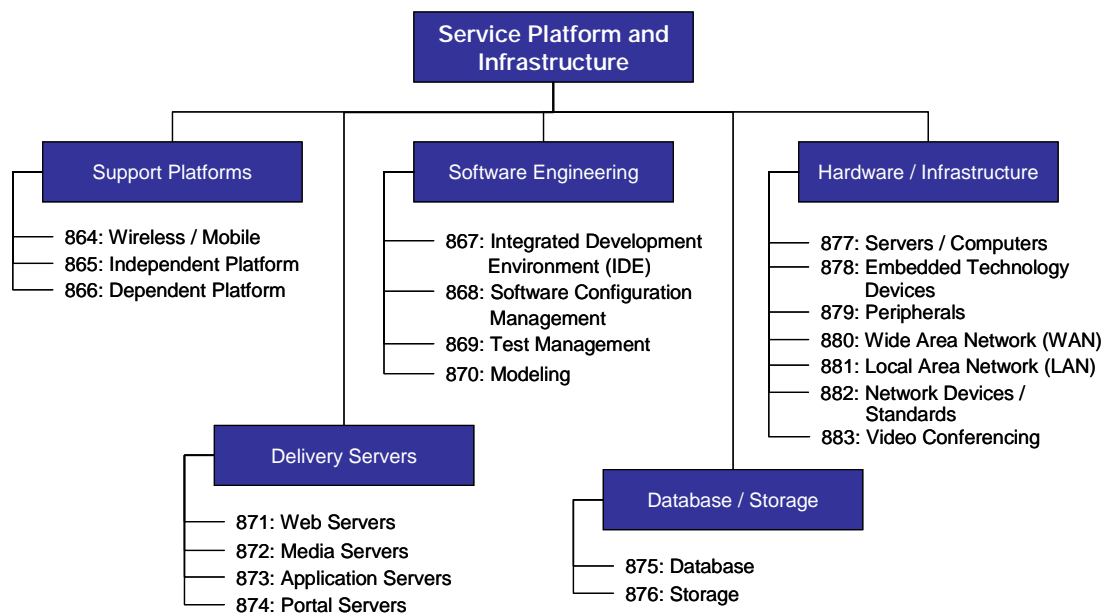 Service Platform and
Infrastructure
Support Platforms
864: Wireless / Mobile
865: Independent Platform
866: Dependent Platform
Software Engineering
867: Integrated Development
Environment (IDE)
868: Software Configuration
Management
869: Test Management
870: Modeling
Hardware / Infrastructure
877: Servers / Computers
878: Embedded Technology
Devices
879: Peripherals
880: Wide Area Network (WAN)
881: Local Area Network (LAN)
882: Network Devices /
Standards
883: Video Conferencing
Delivery Servers
871: Web Servers
872: Media Servers
873: Application Servers
874: Portal Servers
Database / Storage
875: Database
876: Storage